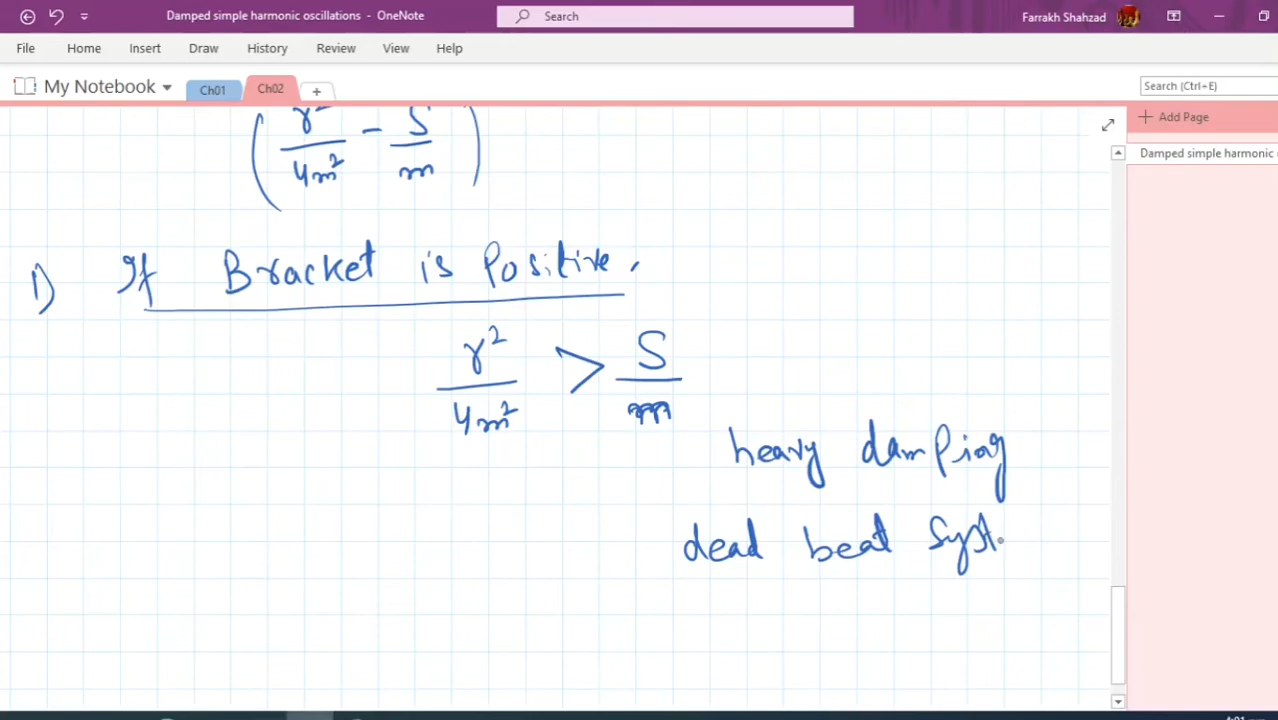 Damped simple harmonic oscillations - OneNote
Search
Farrakh Shahzad
File Home Insert Draw History Review View Help
My Notebook
Ch01
Ch02
Search (Ctrl+E)
Add Page
Damped simple harmonic
(r²/4m² - S/m)
1) If Bracket is Positive.
r²/4m² > S/m
heavy damping
dead beat syst